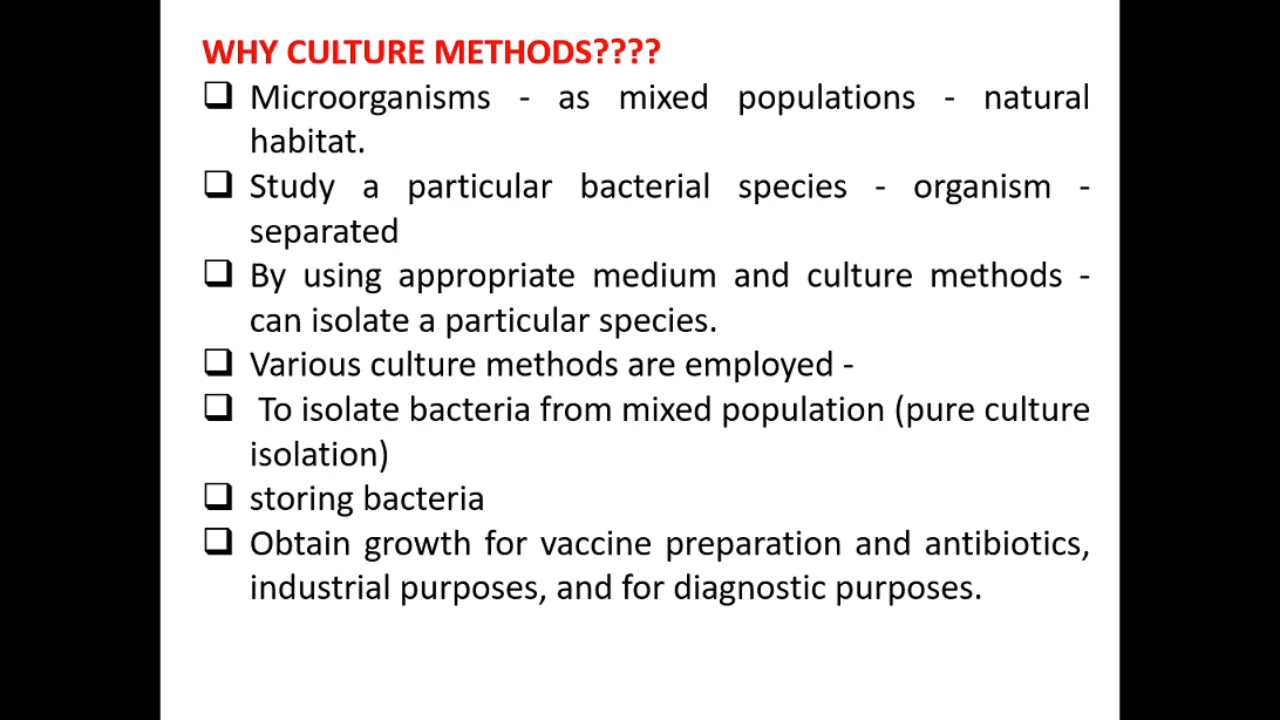 WHY CULTURE METHODS????
❑ Microorganisms - as mixed populations - natural
habitat.
❑ Study a particular bacterial species - organism -
separated
❑ By using appropriate medium and culture methods -
can isolate a particular species.
❑ Various culture methods are employed -
❑ To isolate bacteria from mixed population (pure culture
isolation)
❑ storing bacteria
❑ Obtain growth for vaccine preparation and antibiotics,
industrial purposes, and for diagnostic purposes.